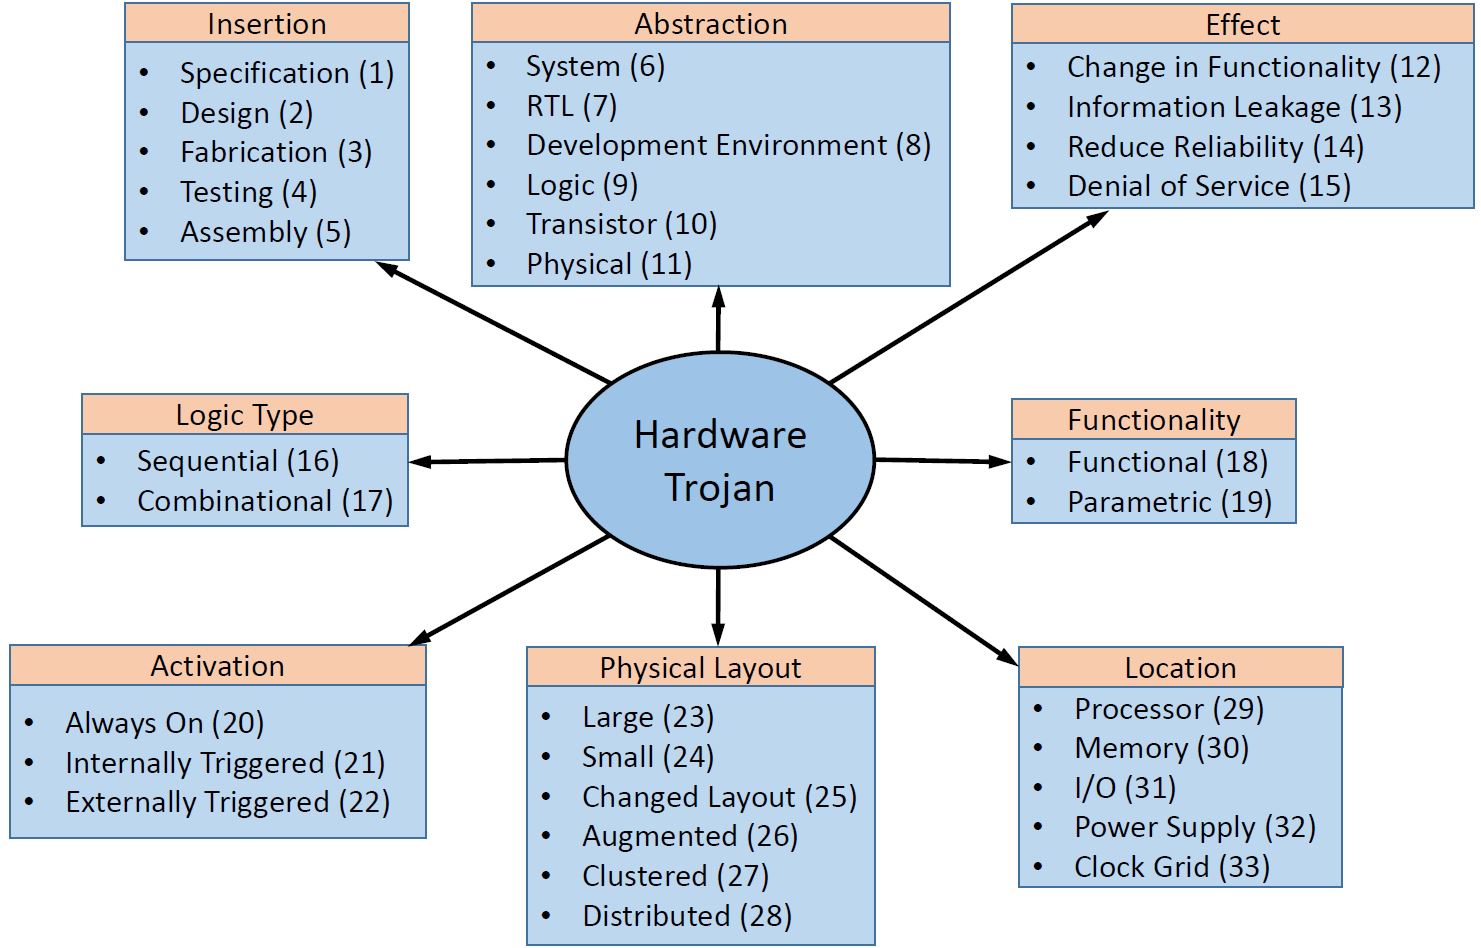 Insertion
• Specification (1)
• Design (2)
• Fabrication (3)
• Testing (4)
• Assembly (5)
Abstraction
• System (6)
• RTL (7)
• Development Environment (8)
• Logic (9)
• Transistor (10)
• Physical (11)
Effect
• Change in Functionality (12)
• Information Leakage (13)
• Reduce Reliability (14)
• Denial of Service (15)
Logic Type
• Sequential (16)
• Combinational (17)
Hardware
Trojan
Functionality
• Functional (18)
• Parametric (19)
Activation
• Always On (20)
• Internally Triggered (21)
• Externally Triggered (22)
Physical Layout
• Large (23)
• Small (24)
• Changed Layout (25)
• Augmented (26)
• Clustered (27)
• Distributed (28)
Location
• Processor (29)
• Memory (30)
• I/O (31)
• Power Supply (32)
• Clock Grid (33)